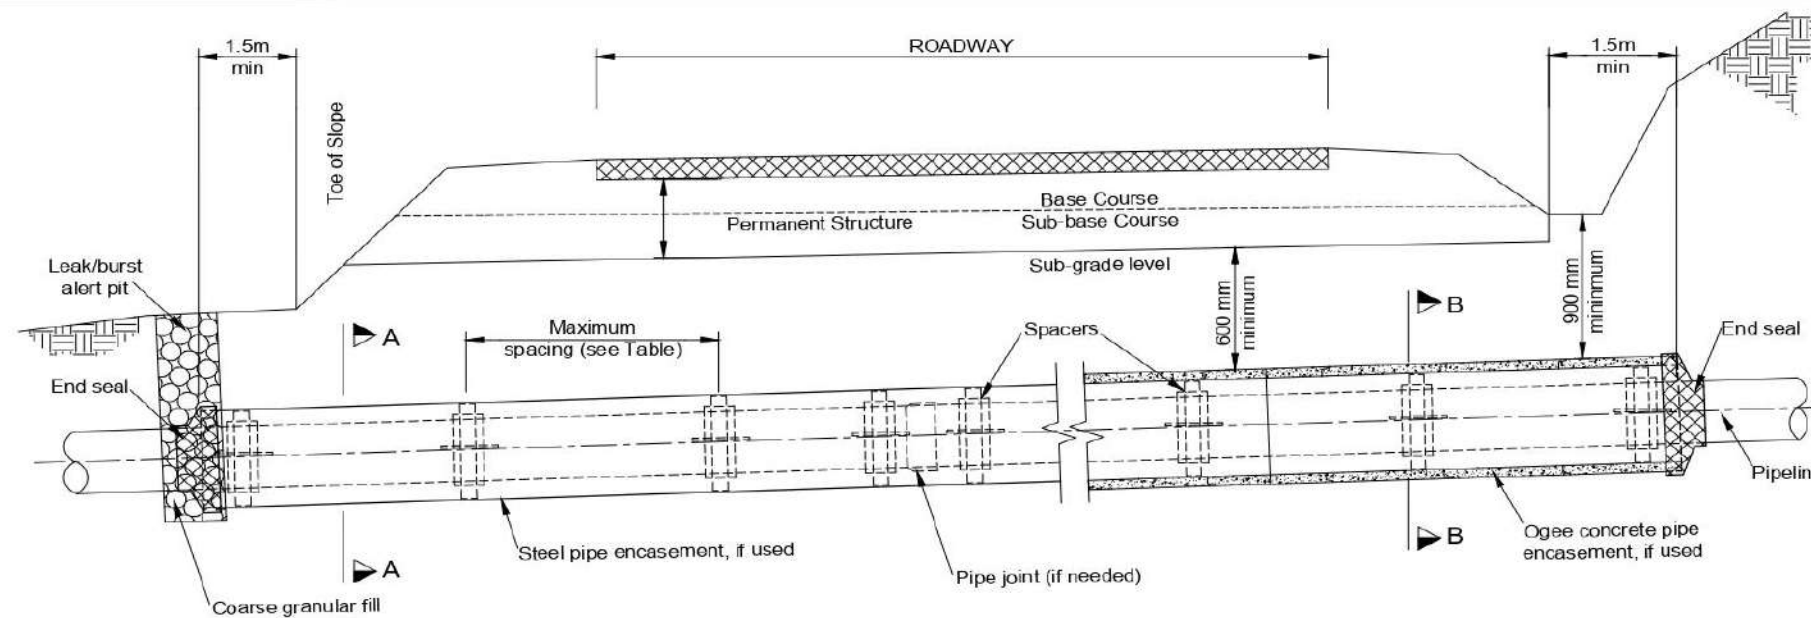 1.5m
min
ROADWAY
1.5m
min
Toe of Slope
Base Course
Permanent Structure
Sub-base Course
Sub-grade level
Leak/burst
alert pit
600 mm
minimum
900 mm
mininmum
A
Maximum
spacing (see Table)
Spacers
B
End seal
End seal
Pipelin
Steel pipe encasement, if used
B
Ogee concrete pipe
encasement, if used
A
Pipe joint (if needed)
Coarse granular fill